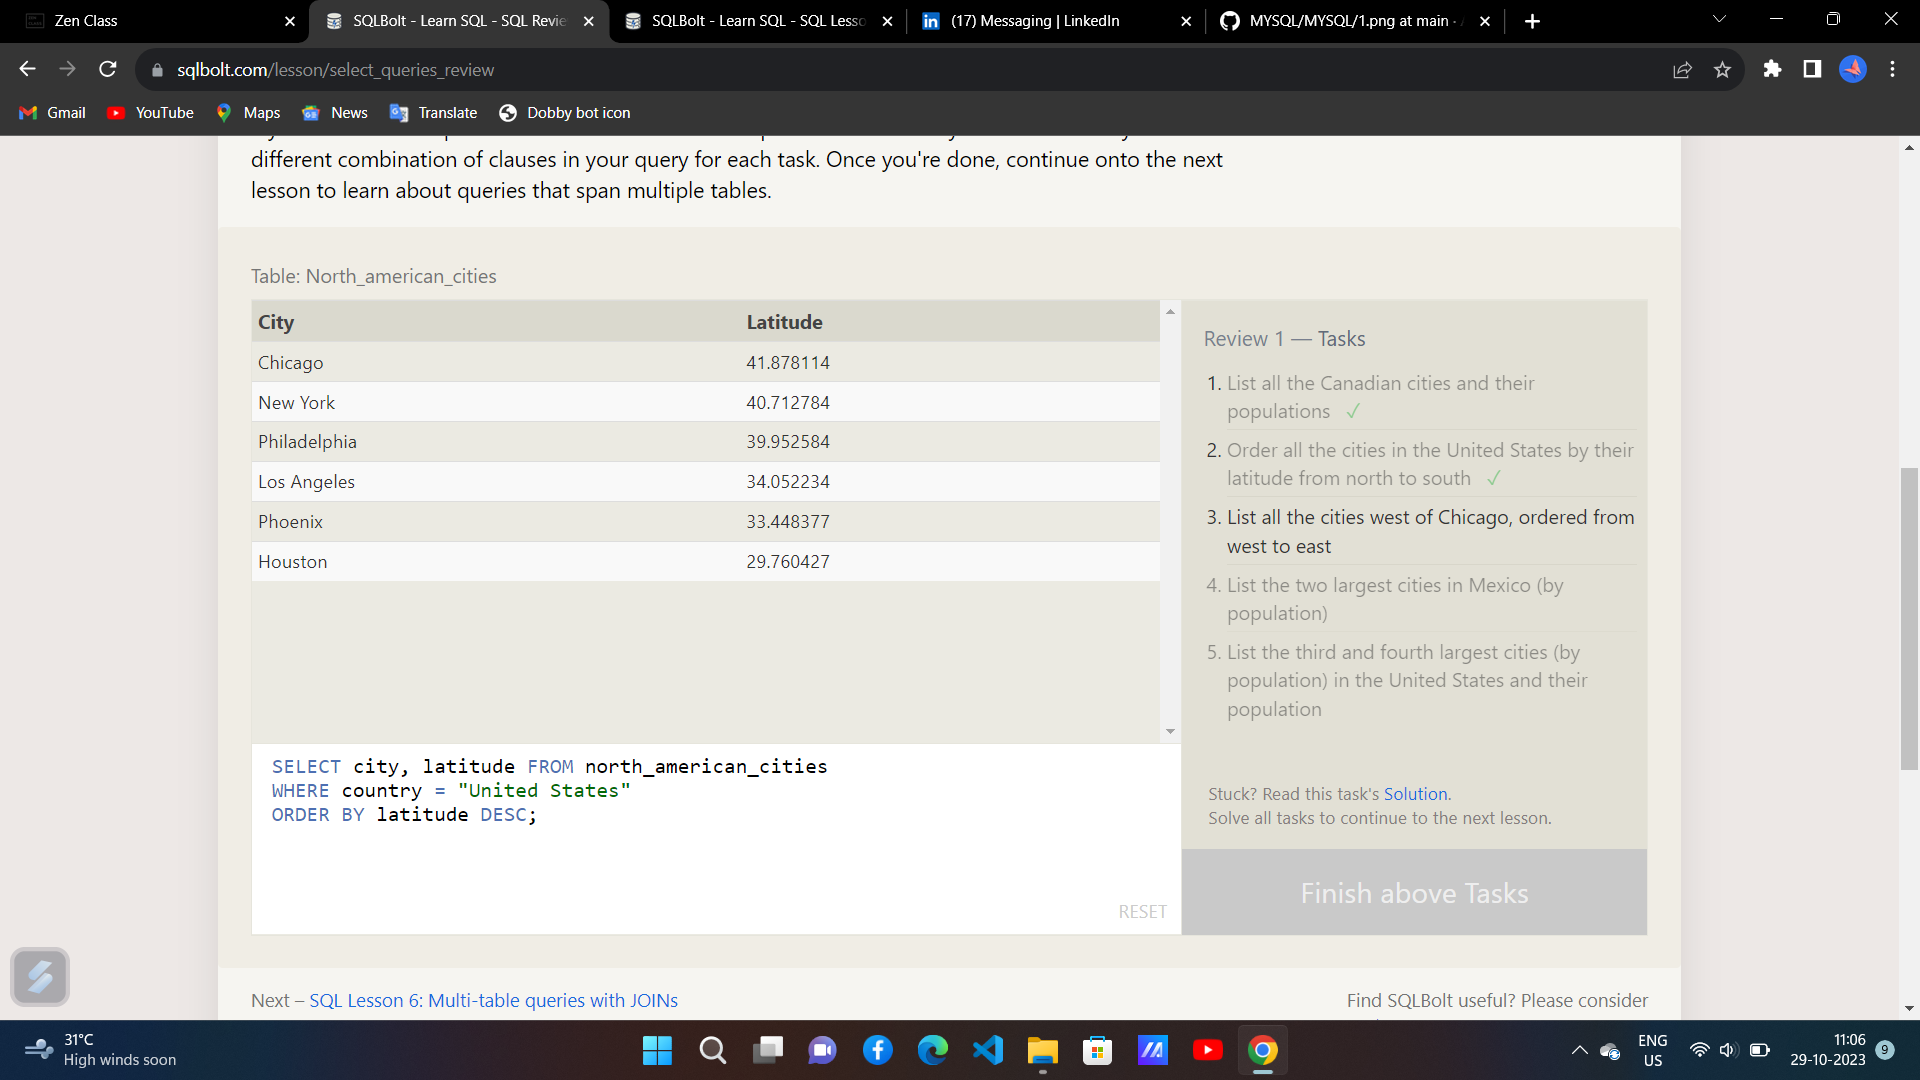 Zen Class
SQLBolt - Learn SQL - SQL Revie
SQLBolt - Learn SQL - SQL Lesso
(17) Messaging | LinkedIn
MYSQL/MYSQL/1.png at main ·
sqlbolt.com/lesson/select_queries_review
Gmail
YouTube
Maps
News
Translate
Dobby bot icon
different combination of clauses in your query for each task. Once you're done, continue onto the next
lesson to learn about queries that span multiple tables.
Table: North_american_cities
City Latitude
Chicago 41.878114
New York 40.712784
Philadelphia 39.952584
Los Angeles 34.052234
Phoenix 33.448377
Houston 29.760427
SELECT city, latitude FROM north_american_cities
WHERE country = "United States"
ORDER BY latitude DESC;
RESET
Review 1 — Tasks
1. List all the Canadian cities and their
populations ✓
2. Order all the cities in the United States by their
latitude from north to south ✓
3. List all the cities west of Chicago, ordered from
west to east
4. List the two largest cities in Mexico (by
population)
5. List the third and fourth largest cities (by
population) in the United States and their
population
Stuck? Read this task's Solution.
Solve all tasks to continue to the next lesson.
Finish above Tasks
Next – SQL Lesson 6: Multi-table queries with JOINs
Find SQLBolt useful? Please consider
31°C
High winds soon
ENG
US
11:06
29-10-2023
9